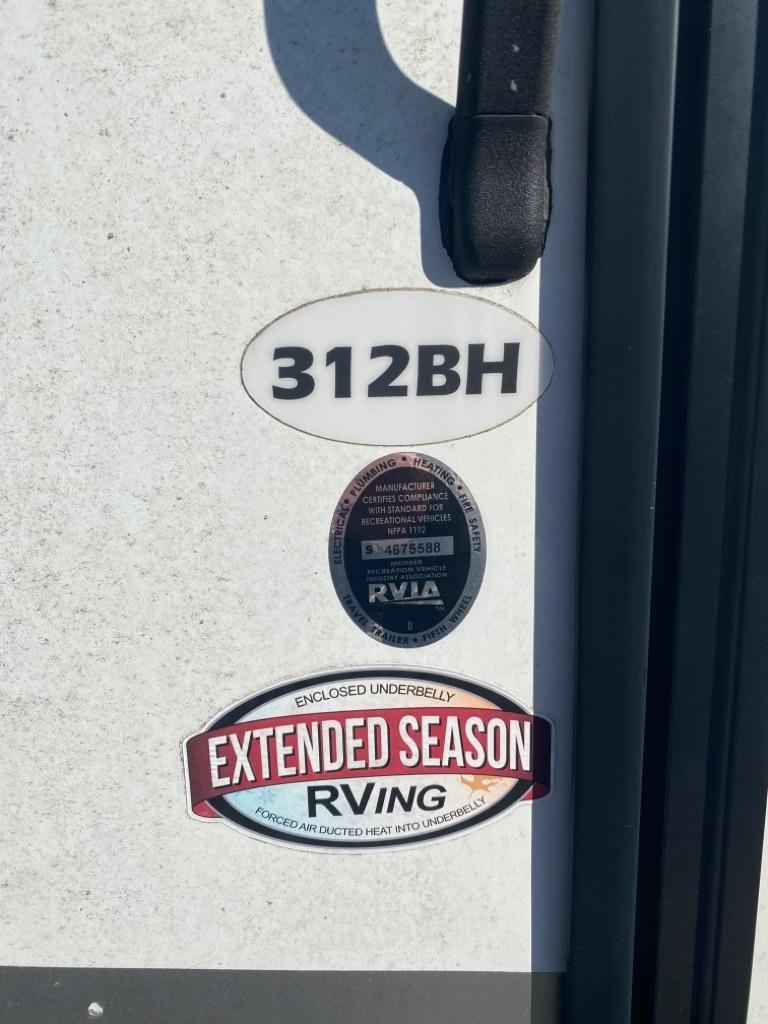 312BH
ELECTRICAL • PLUMBING • HEATING • FIRE SAFETY
MANUFACTURER
CERTIFIES COMPLIANCE
WITH STANDARD FOR
RECREATIONAL VEHICLES
NFPA 1192
S 4675588
MEMBER
RECREATION VEHICLE
INDUSTRY ASSOCIATION
RVIA
TM
D
TRAVEL TRAILER • FIFTH WHEEL
ENCLOSED UNDERBELLY
EXTENDED SEASON
RVING
FORCED AIR DUCTED HEAT INTO UNDERBELLY